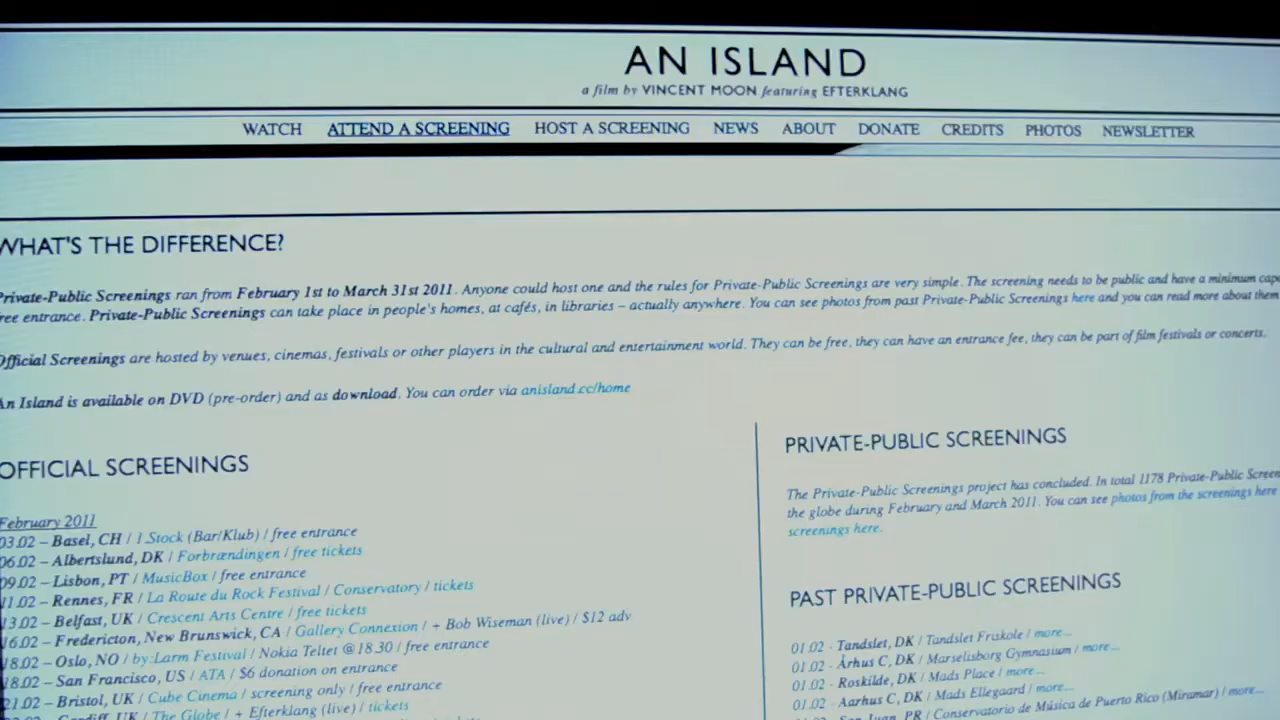 AN ISLAND
a film by VINCENT MOON featuring EFTERKLANG
WATCH ATTEND A SCREENING HOST A SCREENING NEWS ABOUT DONATE CREDITS PHOTOS NEWSLETTER
WHAT'S THE DIFFERENCE?
Private-Public Screenings ran from February 1st to March 31st 2011. Anyone could host one and the rules for Private-Public Screenings are very simple. The screening needs to be public and have a minimum
free entrance. Private-Public Screenings can take place in people's homes, at cafés, in libraries – actually anywhere. You can see photos from past Private-Public Screenings here and you can read more about them
Official Screenings are hosted by venues, cinemas, festivals or other players in the cultural and entertainment world. They can be free, they can have an entrance fee, they can be part of film festivals or concerts.
An Island is available on DVD (pre-order) and as download. You can order via anisland.cc/home
OFFICIAL SCREENINGS
February 2011
03.02 – Basel, CH / 1.Stock (Bar/Klub) / free entrance
06.02 – Albertslund, DK / Forbrændingen / free tickets
09.02 – Lisbon, PT / MusicBox / free entrance
11.02 – Rennes, FR / La Route du Rock Festival / Conservatory / tickets
13.02 – Belfast, UK / Crescent Arts Centre / free tickets
16.02 – Fredericton, New Brunswick, CA / Gallery Connexion / + Bob Wiseman (live) / $12 adv
18.02 – Oslo, NO / by:Larm Festival / Nokia Teltet @18.30 / free entrance
18.02 – San Francisco, US / ATA / $6 donation on entrance
21.02 – Bristol, UK / Cube Cinema / screening only / free entrance
Cardiff, UK / The Globe / + Efterklang (live) / tickets
PRIVATE-PUBLIC SCREENINGS
The Private-Public Screenings project has concluded. In total 1178 Private-Public
the globe during February and March 2011. You can see photos from the screenings here
screenings here.
PAST PRIVATE-PUBLIC SCREENINGS
01.02 - Tandslet, DK / Tandslet Friskole / more...
01.02 - Århus C, DK / Marselisborg Gymnasium / more...
01.02 - Roskilde, DK / Mads Place / more...
01.02 - Aarhus C, DK / Mads Ellegaard / more...
San Juan, PR / Conservatorio de Música de Puerto Rico (Miramar) / more...